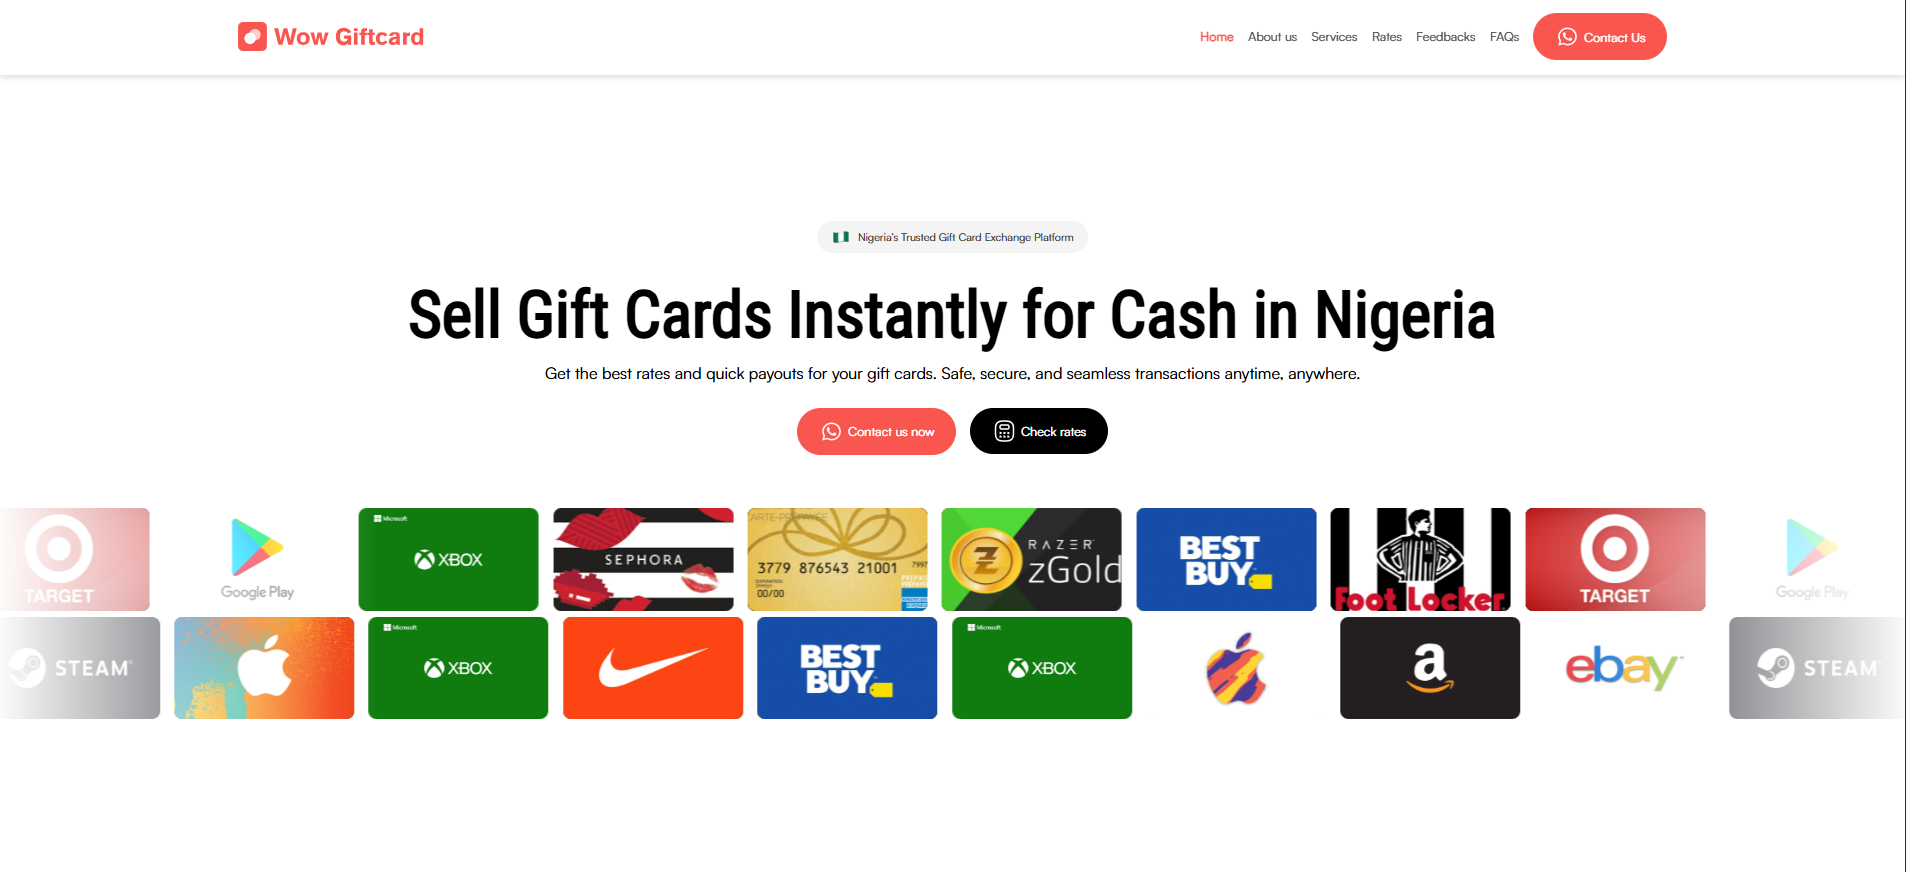 Wow Giftcard
Home About us Services Rates Feedbacks FAQs Contact Us
Nigeria's Trusted Gift Card Exchange Platform
Sell Gift Cards Instantly for Cash in Nigeria
Get the best rates and quick payouts for your gift cards. Safe, secure, and seamless transactions anytime, anywhere.
Contact us now Check rates
TARGET
Google Play
Microsoft
XBOX
SEPHORA
CARTE-PRÉPAYÉE
3779 876543 21001
7997
00/00
RAZER
zGold
BEST
BUY
Foot Locker
TARGET
Google Play
STEAM
Microsoft
XBOX
BEST
BUY
Microsoft
XBOX
a
ebay
STEAM